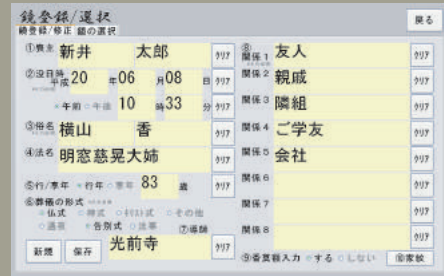 鏡登録/選択
戻る
鏡登録/修正 鏡の選択
①喪主 新井 太郎 クリア
②没日時 平成 20 年 06 月 08 日 クリア
午前 午後 10 時 33 分 クリア
③俗名 横山 香 クリア
④法名 明窓慈晃大姉 クリア
⑤行/享年 行年 享年 83 歳 クリア
⑥葬儀の形式
仏式 神式 キリスト式 その他
通夜 告別式 法事 ⑦導師
新規 保存 光前寺 クリア
⑧
関係1 友人 クリア
関係2 親戚 クリア
関係3 隣組 クリア
関係4 ご学友 クリア
関係5 会社 クリア
関係6 クリア
関係7 クリア
関係8 クリア
⑨香典額入力 する しない ⑩家紋